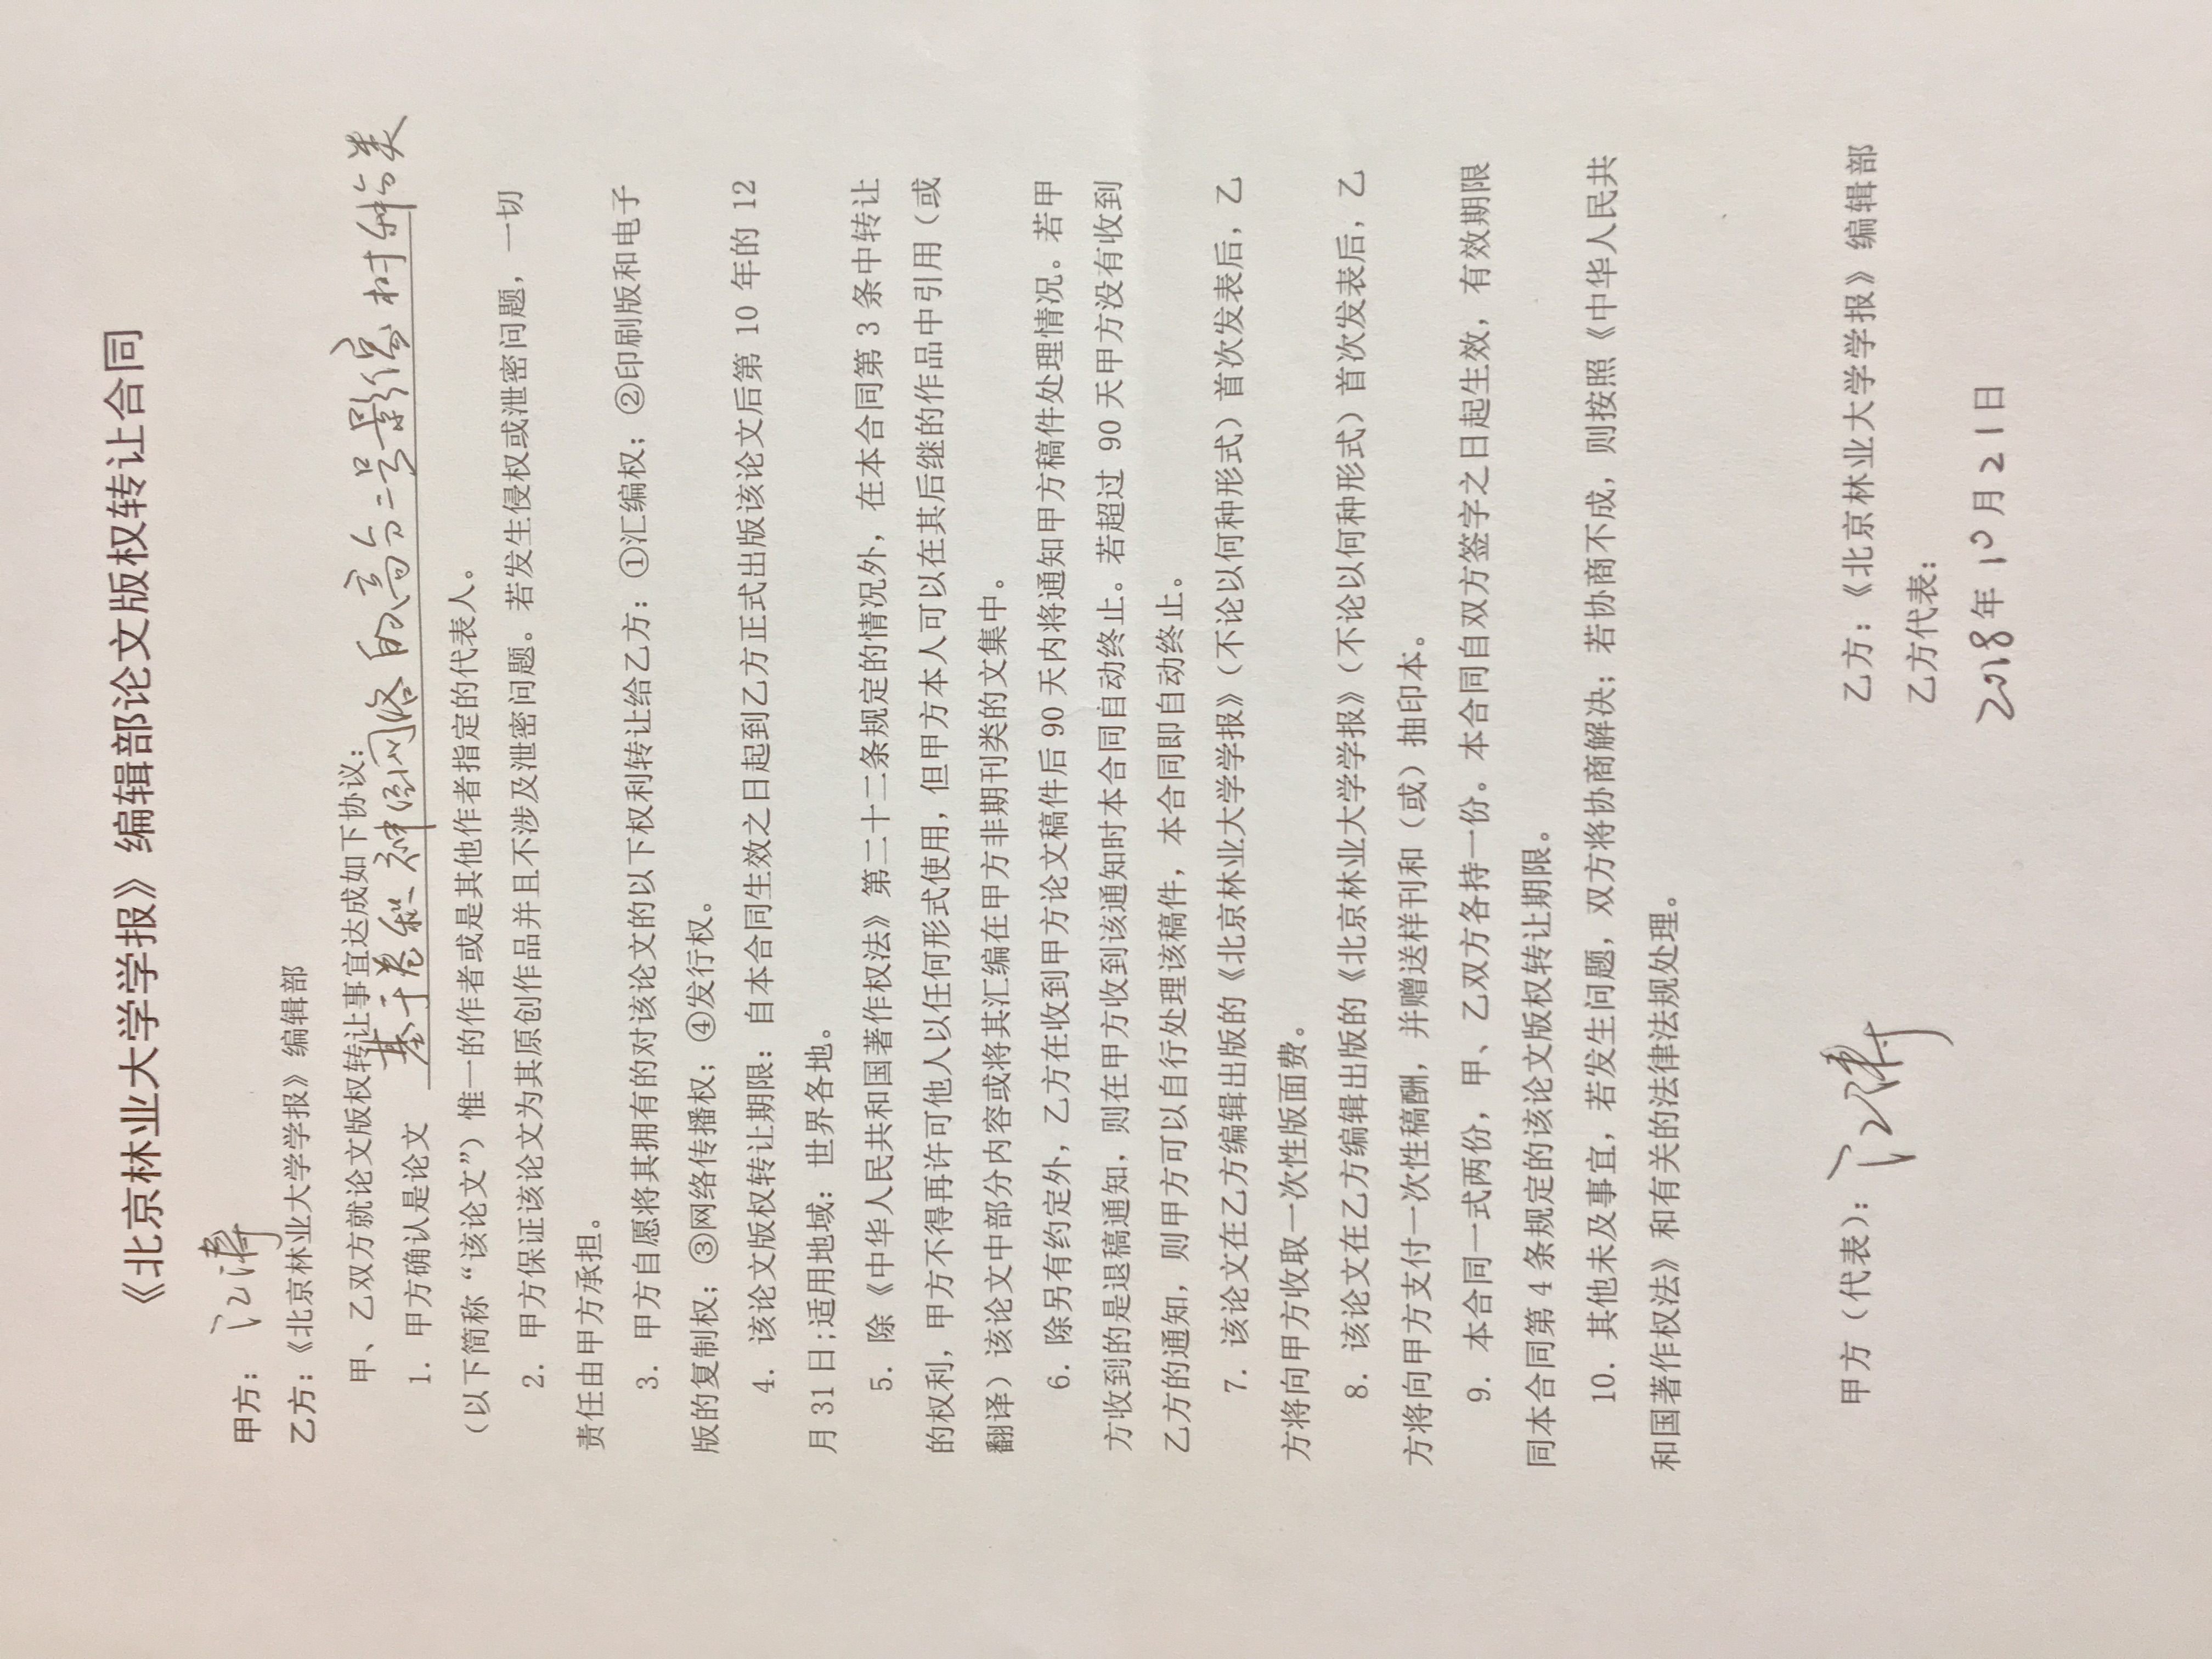 《北京林业大学学报》编辑部论文版权转让合同
甲方： 江涛
乙方：《北京林业大学学报》编辑部
甲、乙双方就论文版权转让事宜达成如下协议：
1．甲方确认是论文 基于卷积神经网络的高分二号影像树种分类
（以下简称“该论文”）惟一的作者或是其他作者指定的代表人。
2．甲方保证该论文为其原创作品并且不涉及泄密问题。若发生侵权或泄密问题，一切
责任由甲方承担。
3．甲方自愿将其拥有的对该论文的以下权利转让给乙方：①汇编权；②印刷版和电子
版的复制权；③网络传播权；④发行权。
4．该论文版权转让期限：自本合同生效之日起到乙方正式出版该论文后第 10 年的 12
月 31 日;适用地域：世界各地。
5．除《中华人民共和国著作权法》第二十二条规定的情况外，在本合同第 3 条中转让
的权利，甲方不得再许可他人以任何形式使用，但甲方本人可以在其后继的作品中引用（或
翻译）该论文中部分内容或将其汇编在甲方非期刊类的文集中。
6．除另有约定外，乙方在收到甲方论文稿件后 90 天内将通知甲方稿件处理情况。若甲
方收到的是退稿通知，则在甲方收到该通知时本合同自动终止。若超过 90 天甲方没有收到
乙方的通知，则甲方可以自行处理该稿件，本合同即自动终止。
7．该论文在乙方编辑出版的《北京林业大学学报》（不论以何种形式）首次发表后，乙
方将向甲方收取一次性版面费。
8．该论文在乙方编辑出版的《北京林业大学学报》（不论以何种形式）首次发表后，乙
方将向甲方支付一次性稿酬，并赠送样刊和（或）抽印本。
9．本合同一式两份，甲、乙双方各持一份。本合同自双方签字之日起生效，有效期限
同本合同第 4 条规定的该论文版权转让期限。
10．其他未及事宜，若发生问题，双方将协商解决；若协商不成，则按照《中华人民共
和国著作权法》和有关的法律法规处理。
甲方（代表）： 江涛
乙方：《北京林业大学学报》编辑部
乙方代表：
2018年 10月 21日